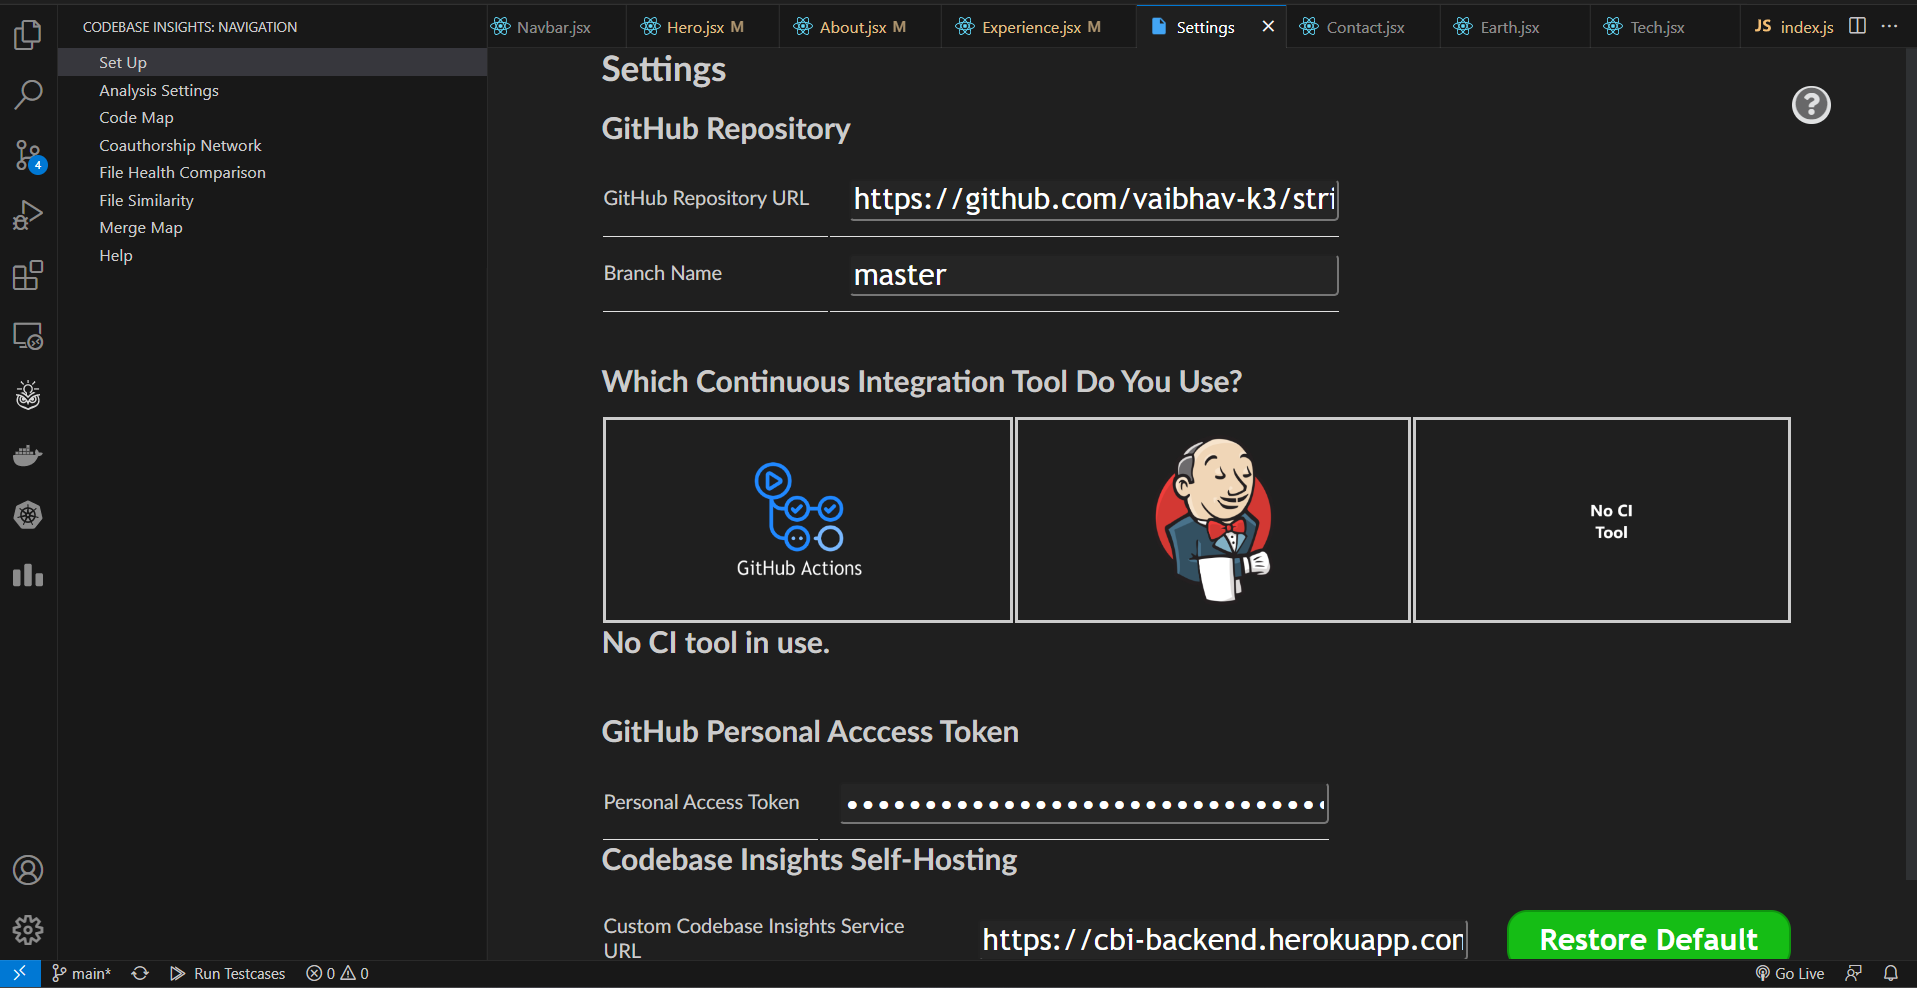 CODEBASE INSIGHTS: NAVIGATION
Set Up
Analysis Settings
Code Map
Coauthorship Network
File Health Comparison
File Similarity
Merge Map
Help
4
Navbar.jsx
Hero.jsx M
About.jsx M
Experience.jsx M
Settings
Contact.jsx
Earth.jsx
Tech.jsx
JS index.js
Settings
?
GitHub Repository
GitHub Repository URL https://github.com/vaibhav-k3/stri
Branch Name master
Which Continuous Integration Tool Do You Use?
GitHub Actions
No CI
Tool
No CI tool in use.
GitHub Personal Acccess Token
Personal Access Token
Codebase Insights Self-Hosting
Custom Codebase Insights Service
URL
https://cbi-backend.herokuapp.com
Restore Default
main* Run Testcases 0 0 Go Live